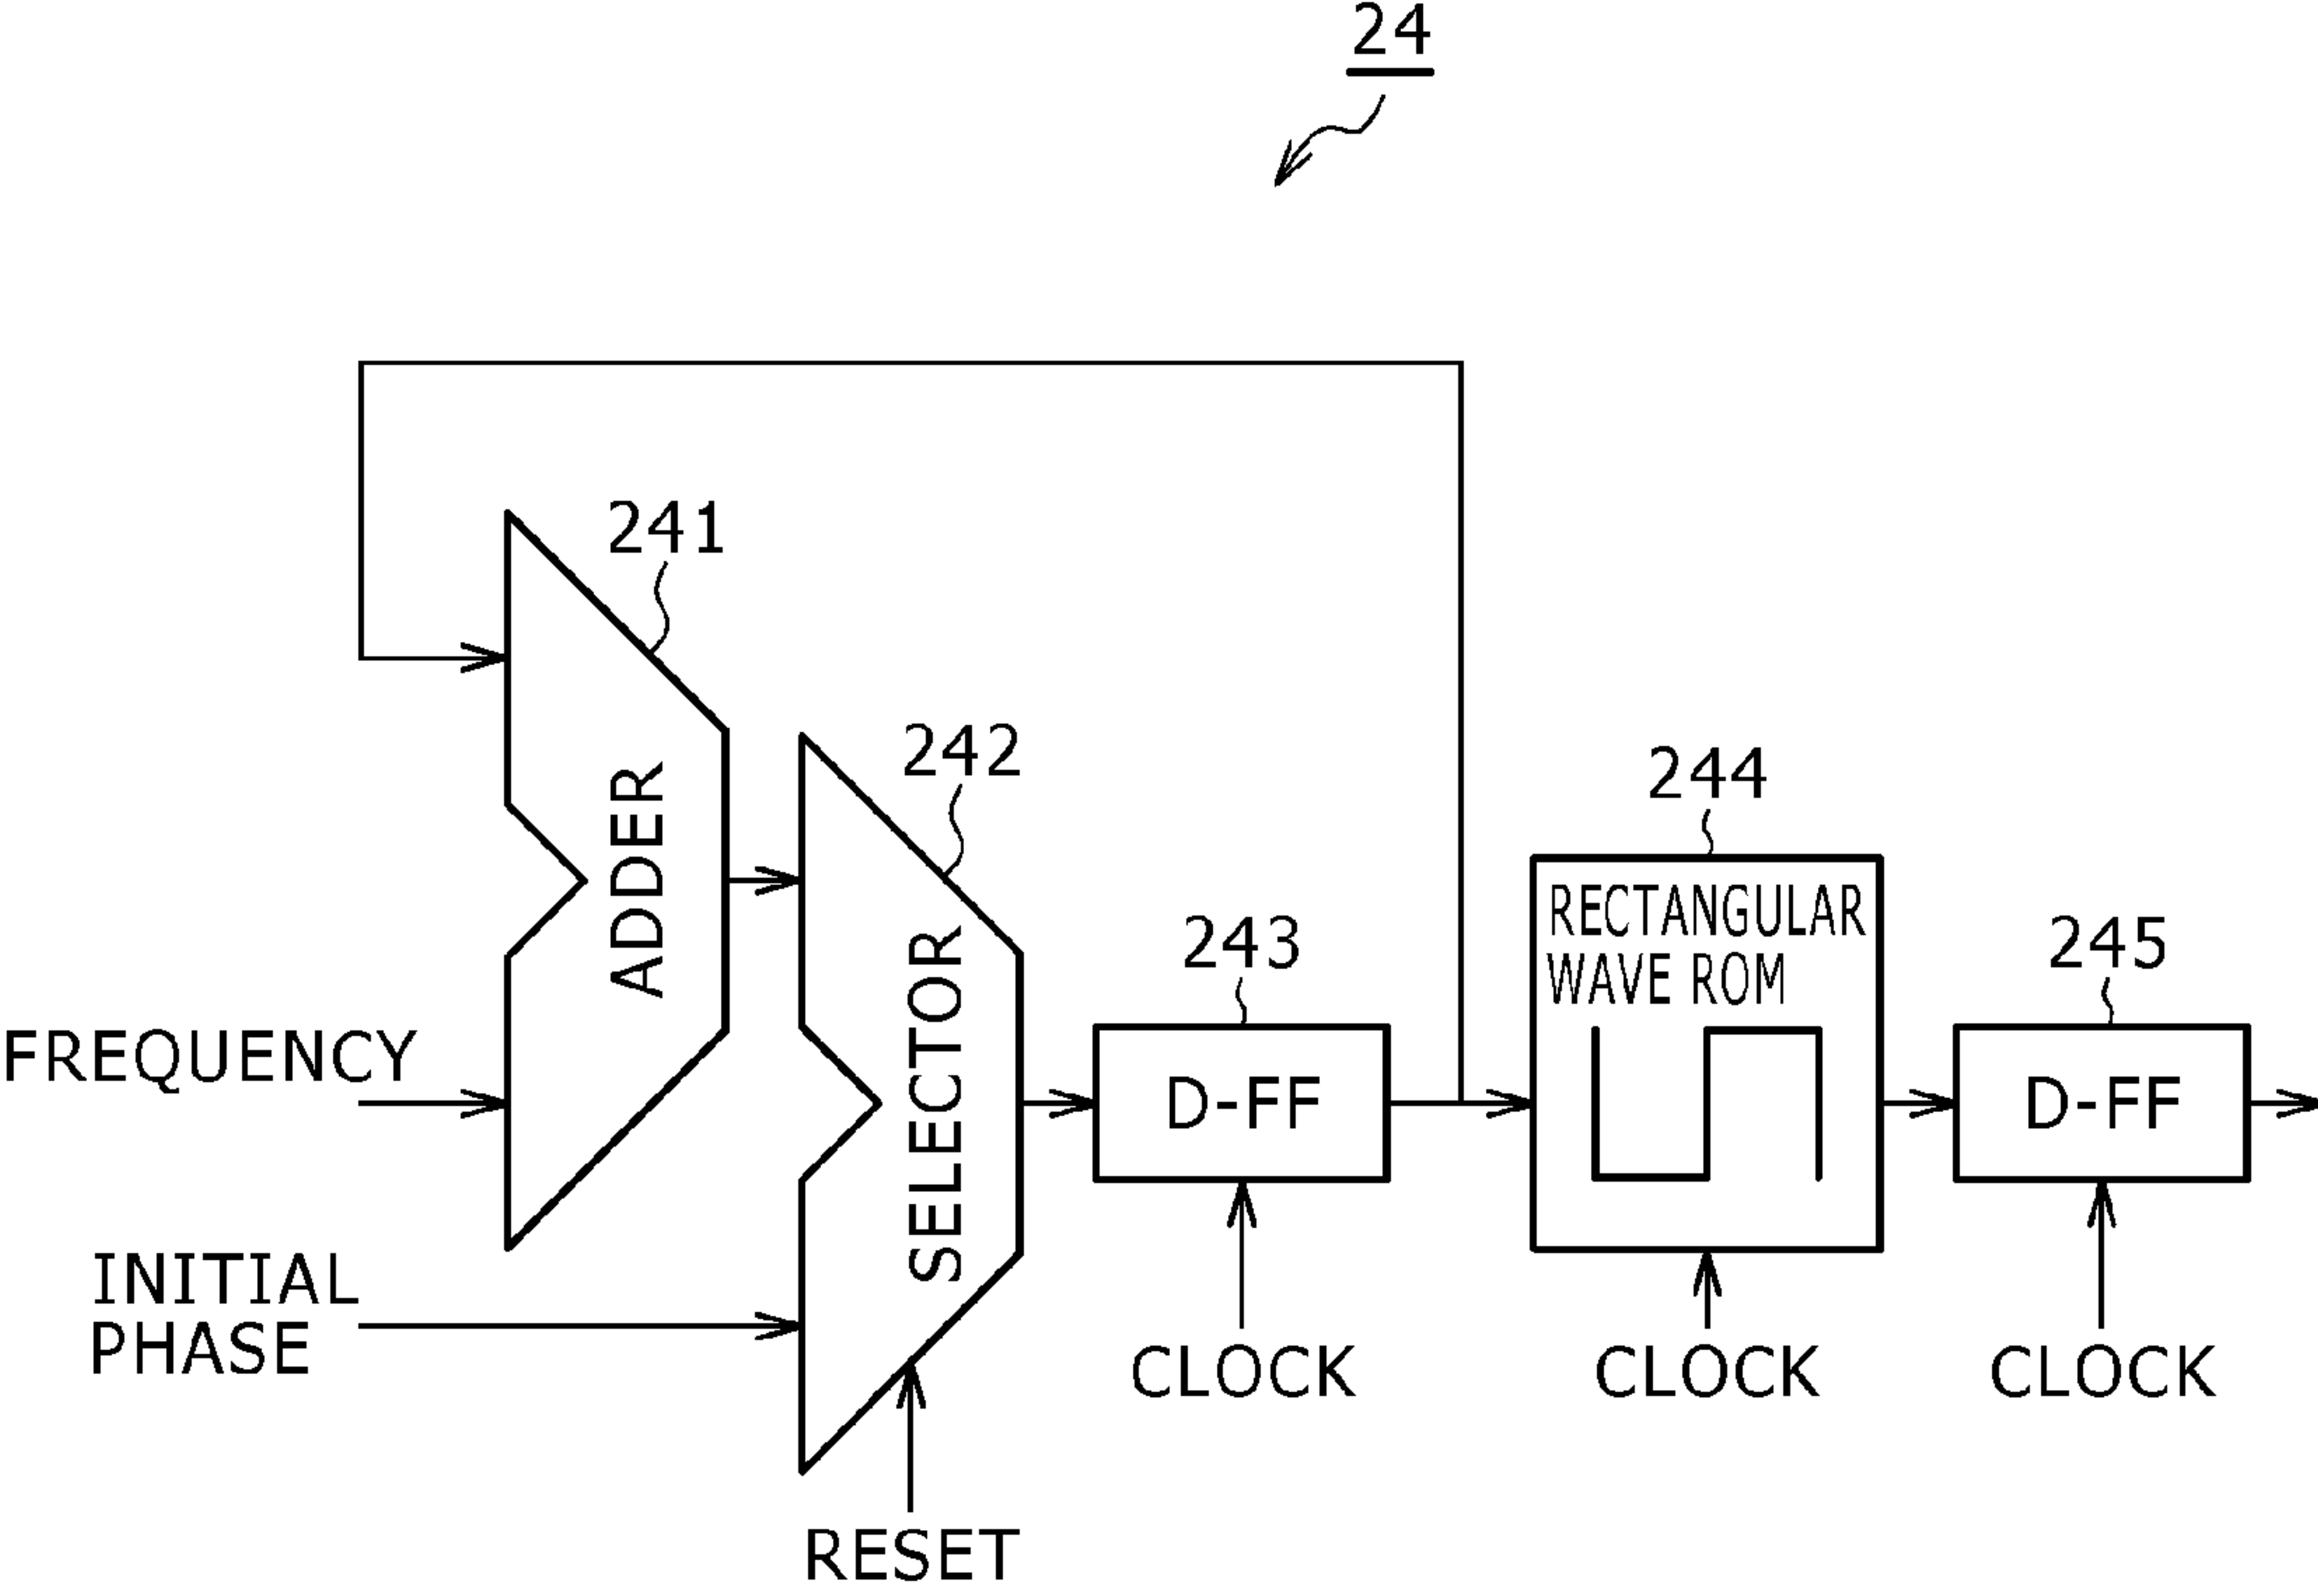 24
241
242
244
243
245
ADDER
SELECTOR
RECTANGULAR
WAVE ROM
FREQUENCY
D-FF
D-FF
INITIAL
PHASE
CLOCK
CLOCK
CLOCK
RESET